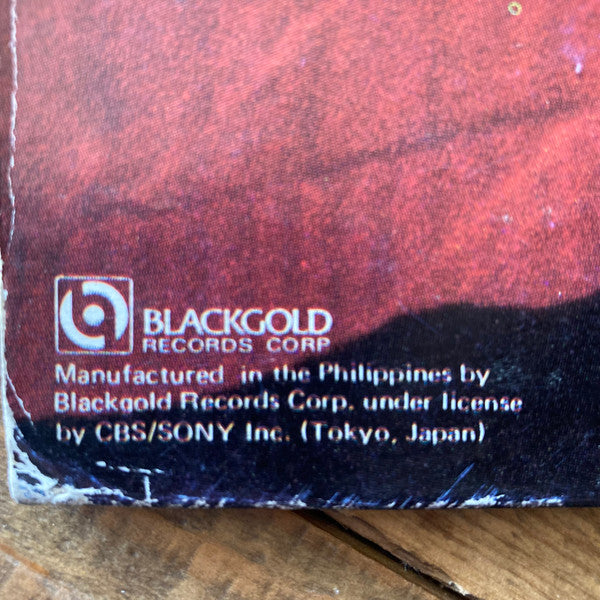 BLACKGOLD
RECORDS CORP
Manufactured in the Philippines by
Blackgold Records Corp. under license
by CBS/SONY Inc. (Tokyo, Japan)